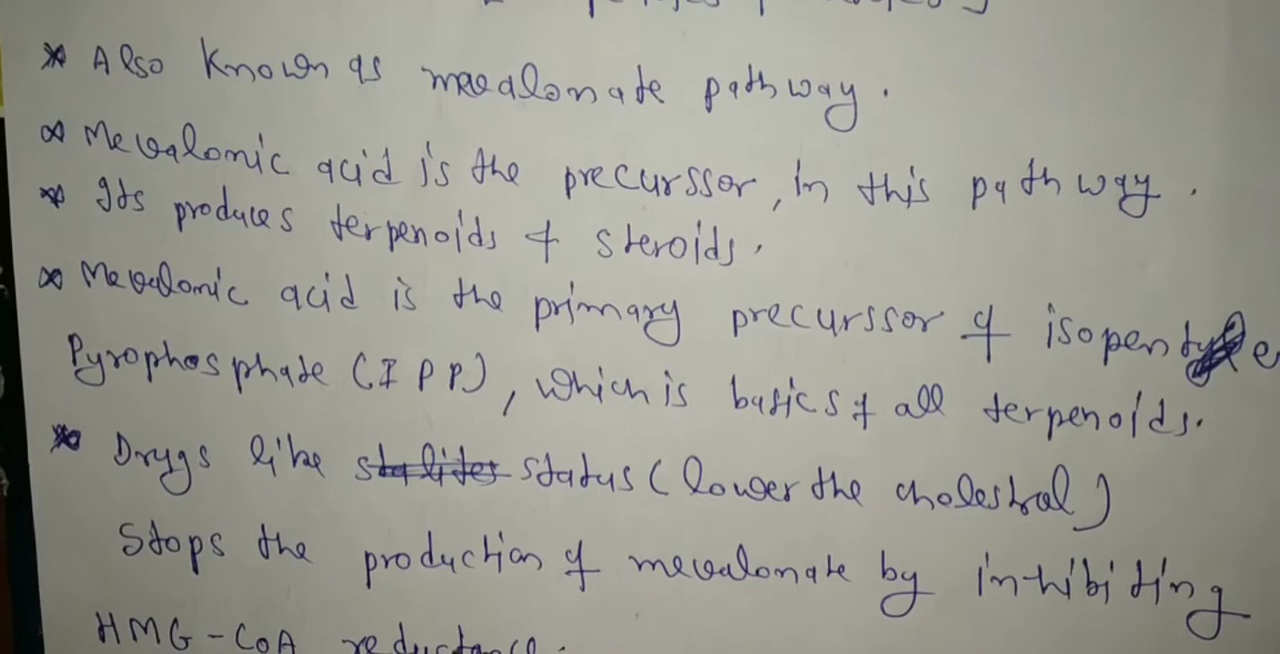 * Also Known as mevalonate pathway.
* Mevalonic acid is the precurssor, in this pathway.
* Its produces terpenoids & steroids.
* Mevalonic acid is the primary precurssor of isopentyle
Pyrophosphate (IPP), which is basics of all terpenoids.
* Drugs like status (lower the cholestral)
Stops the production of mevalonate by inhibiting
HMG-CoA reductance.